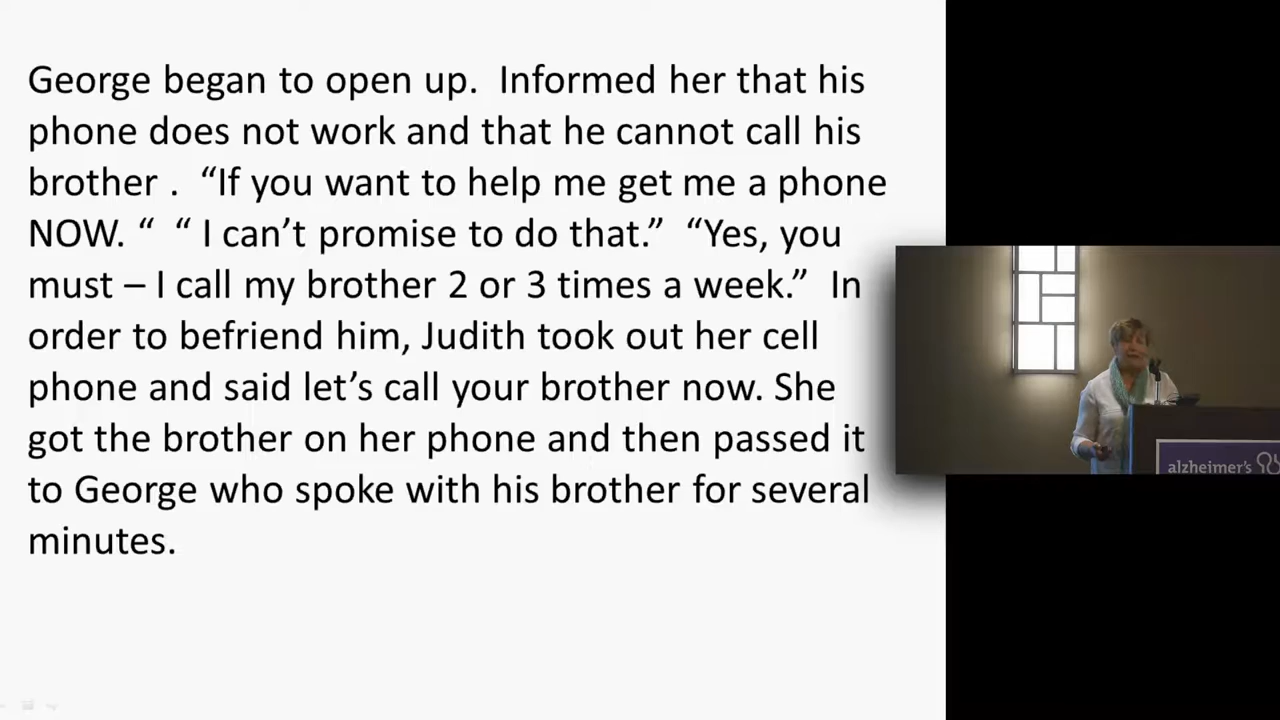 George began to open up.  Informed her that his
phone does not work and that he cannot call his
brother .  “If you want to help me get me a phone
NOW. “  “ I can’t promise to do that.”  “Yes, you
must – I call my brother 2 or 3 times a week.”  In
order to befriend him, Judith took out her cell
phone and said let’s call your brother now. She
got the brother on her phone and then passed it
to George who spoke with his brother for several
minutes.
alzheimer's